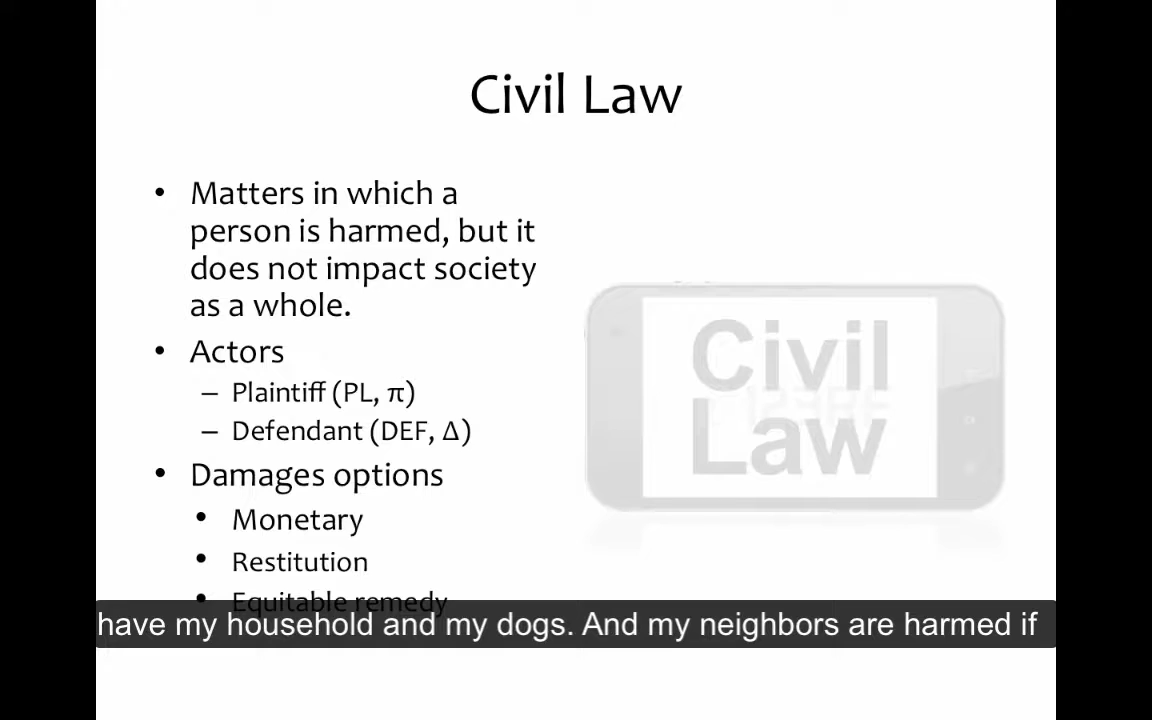 Civil Law
• Matters in which a
person is harmed, but it
does not impact society
as a whole.
• Actors
– Plaintiff (PL, π)
– Defendant (DEF, Δ)
• Damages options
• Monetary
• Restitution
• Equitable remedy
Civil
Law
have my household and my dogs. And my neighbors are harmed if